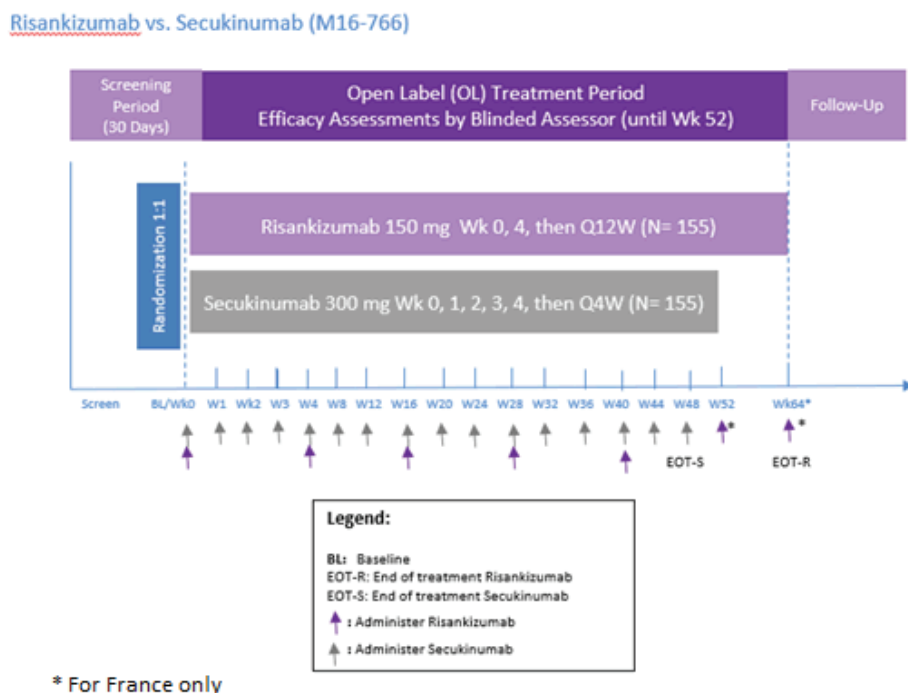 Risankizumab vs. Secukinumab (M16-766)
Screening
Period
(30 Days)
Open Label (OL) Treatment Period
Efficacy Assessments by Blinded Assessor (until Wk 52)
Follow-Up
Randomization 1:1
Risankizumab 150 mg Wk 0, 4, then Q12W (N= 155)
Secukinumab 300 mg Wk 0, 1, 2, 3, 4, then Q4W (N= 155)
Screen BL/Wk0 W1 Wk2 W3 W4 W8 W12 W16 W20 W24 W28 W32 W36 W40 W44 W48 W52 Wk64*
* *
EOT-S EOT-R
Legend:
BL: Baseline
EOT-R: End of treatment Risankizumab
EOT-S: End of treatment Secukinumab
: Administer Risankizumab
: Administer Secukinumab
* For France only